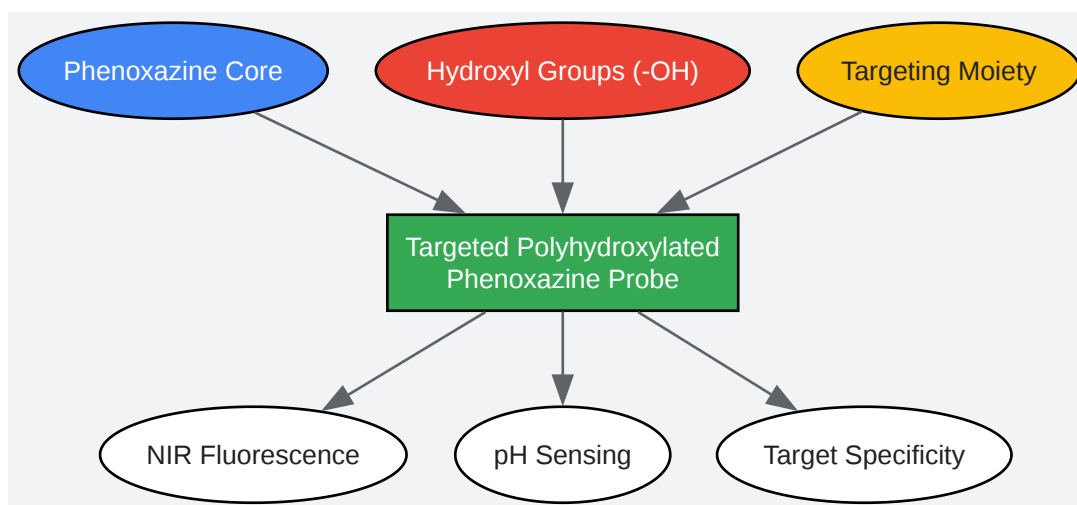 Phenoxazine Core
Hydroxyl Groups (-OH)
Targeting Moiety
Targeted Polyhydroxylated
Phenoxazine Probe
NIR Fluorescence
pH Sensing
Target Specificity